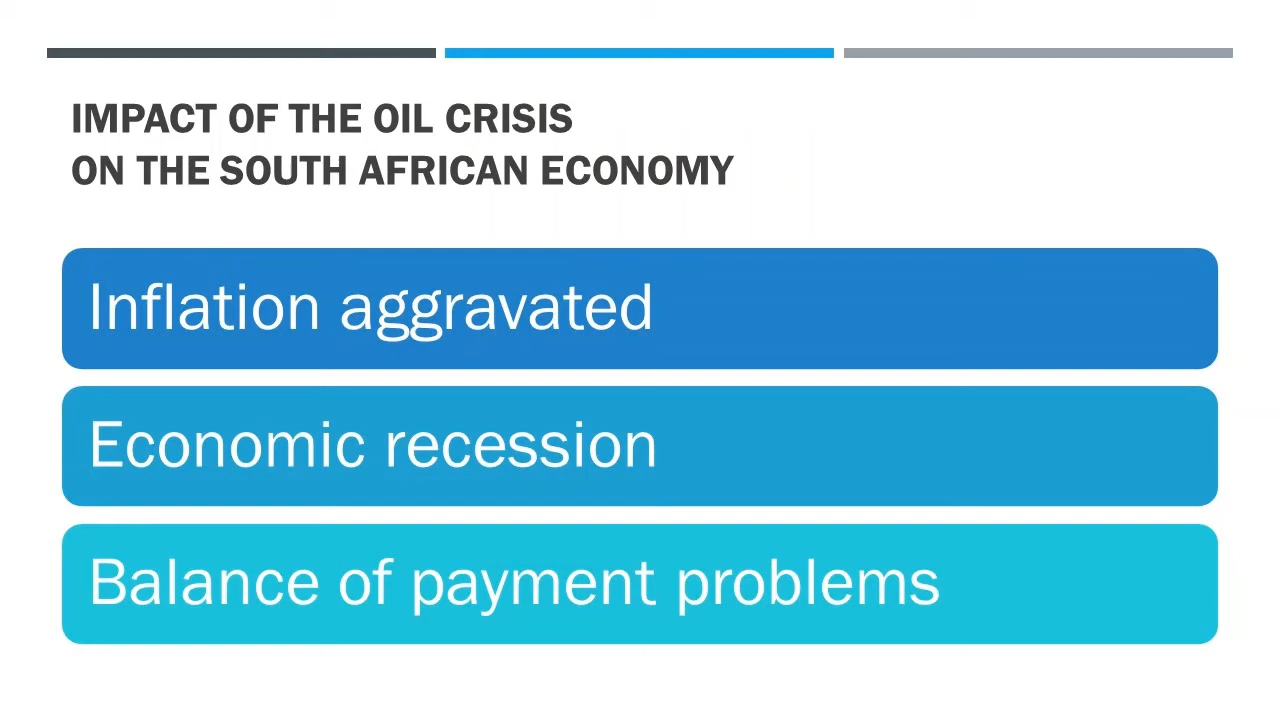 IMPACT OF THE OIL CRISIS
ON THE SOUTH AFRICAN ECONOMY
Inflation aggravated
Economic recession
Balance of payment problems